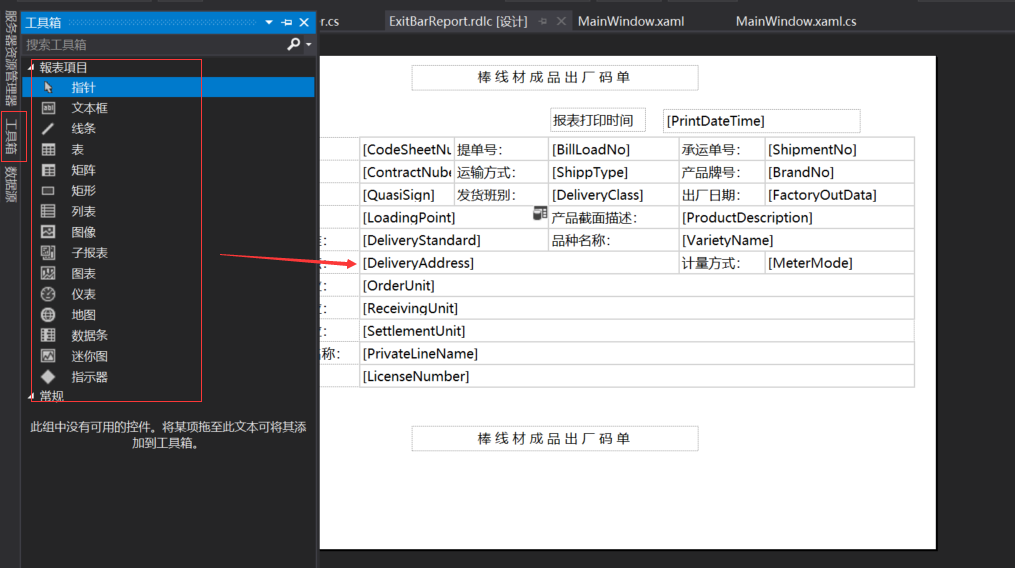 服务器资源管理器
工具箱
数据源
工具箱
搜索工具箱
報表項目
指针
文本框
线条
表
矩阵
矩形
列表
图像
子报表
图表
仪表
地图
数据条
迷你图
指示器
常规
此组中没有可用的控件。将某项拖至此文本可将其添
加到工具箱。
r.cs
ExitBarReport.rdlc [设计]
MainWindow.xaml
MainWindow.xaml.cs
棒线材成品出厂码单
报表打印时间
[PrintDateTime]
[CodeSheetNu 提单号: [BillLoadNo] 承运单号: [ShipmentNo]
[ContractNube 运输方式: [ShippType] 产品牌号: [BrandNo]
[QuasiSign] 发货班别: [DeliveryClass] 出厂日期: [FactoryOutData]
[LoadingPoint] 产品截面描述: [ProductDescription]
[DeliveryStandard] 品种名称: [VarietyName]
[DeliveryAddress] 计量方式: [MeterMode]
[OrderUnit]
[ReceivingUnit]
[SettlementUnit]
称: [PrivateLineName]
[LicenseNumber]
棒线材成品出厂码单